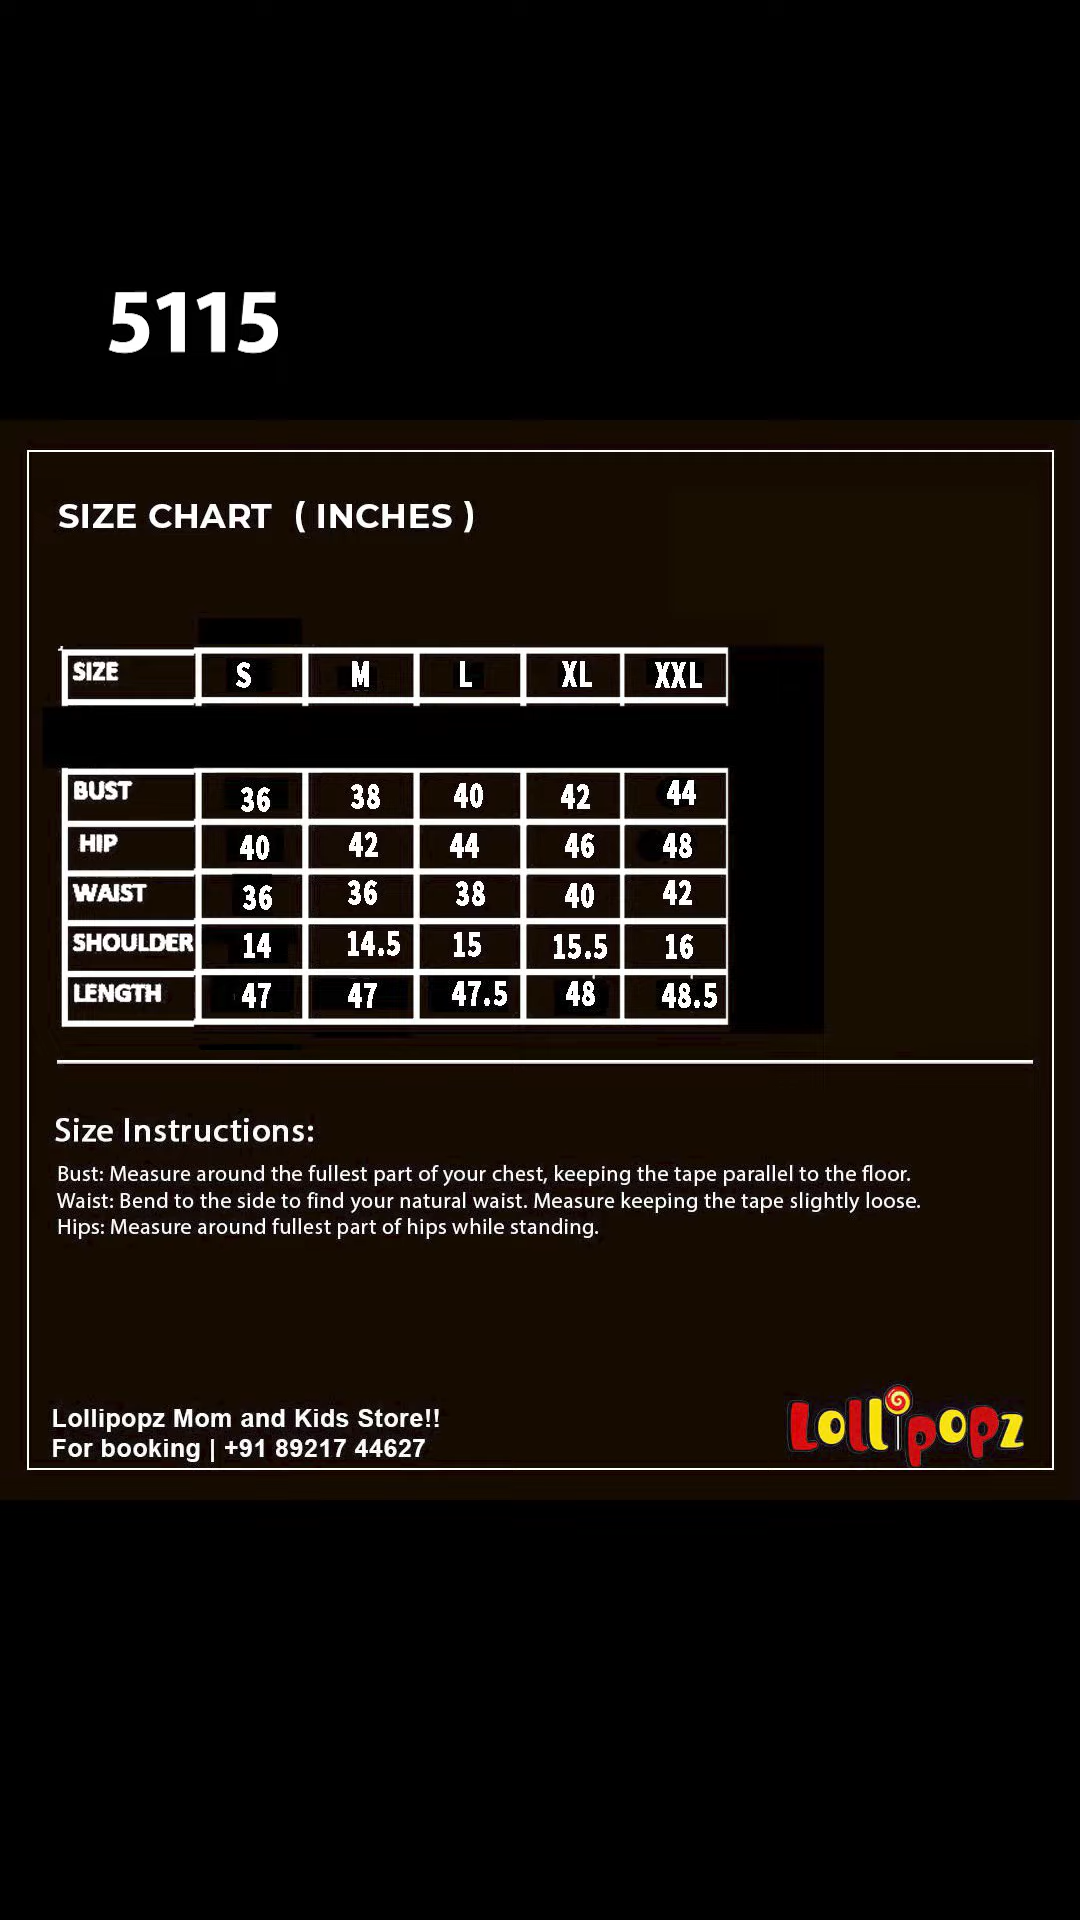 5115
SIZE CHART ( INCHES )
SIZE S M L XL XXL
BUST 36 38 40 42 44
HIP 40 42 44 46 48
WAIST 36 36 38 40 42
SHOULDER 14 14.5 15 15.5 16
LENGTH 47 47 47.5 48 48.5
Size Instructions:
Bust: Measure around the fullest part of your chest, keeping the tape parallel to the floor.
Waist: Bend to the side to find your natural waist. Measure keeping the tape slightly loose.
Hips: Measure around fullest part of hips while standing.
Lollipopz Mom and Kids Store!!
For booking | +91 89217 44627
Lollipopz